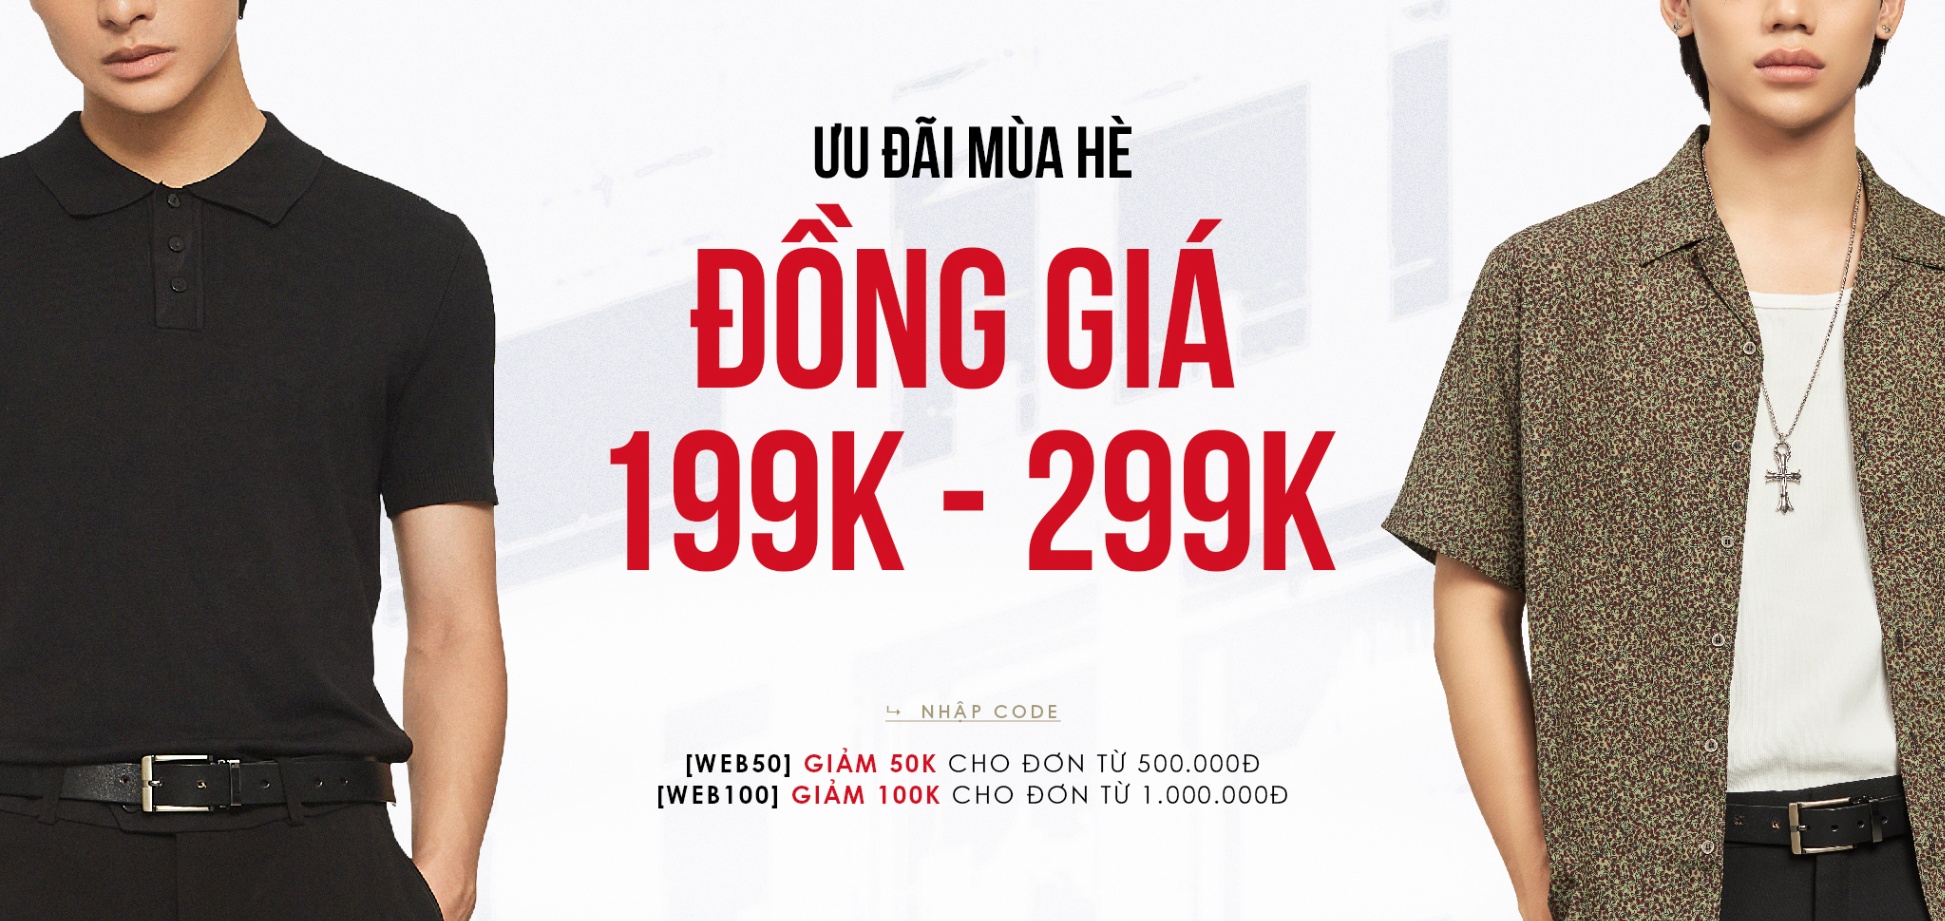 ƯU ĐÃI MÙA HÈ
ĐỒNG GIÁ
199K - 299K
↳ NHẬP CODE
[WEB50] GIẢM 50K CHO ĐƠN TỪ 500.000Đ
[WEB100] GIẢM 100K CHO ĐƠN TỪ 1.000.000Đ